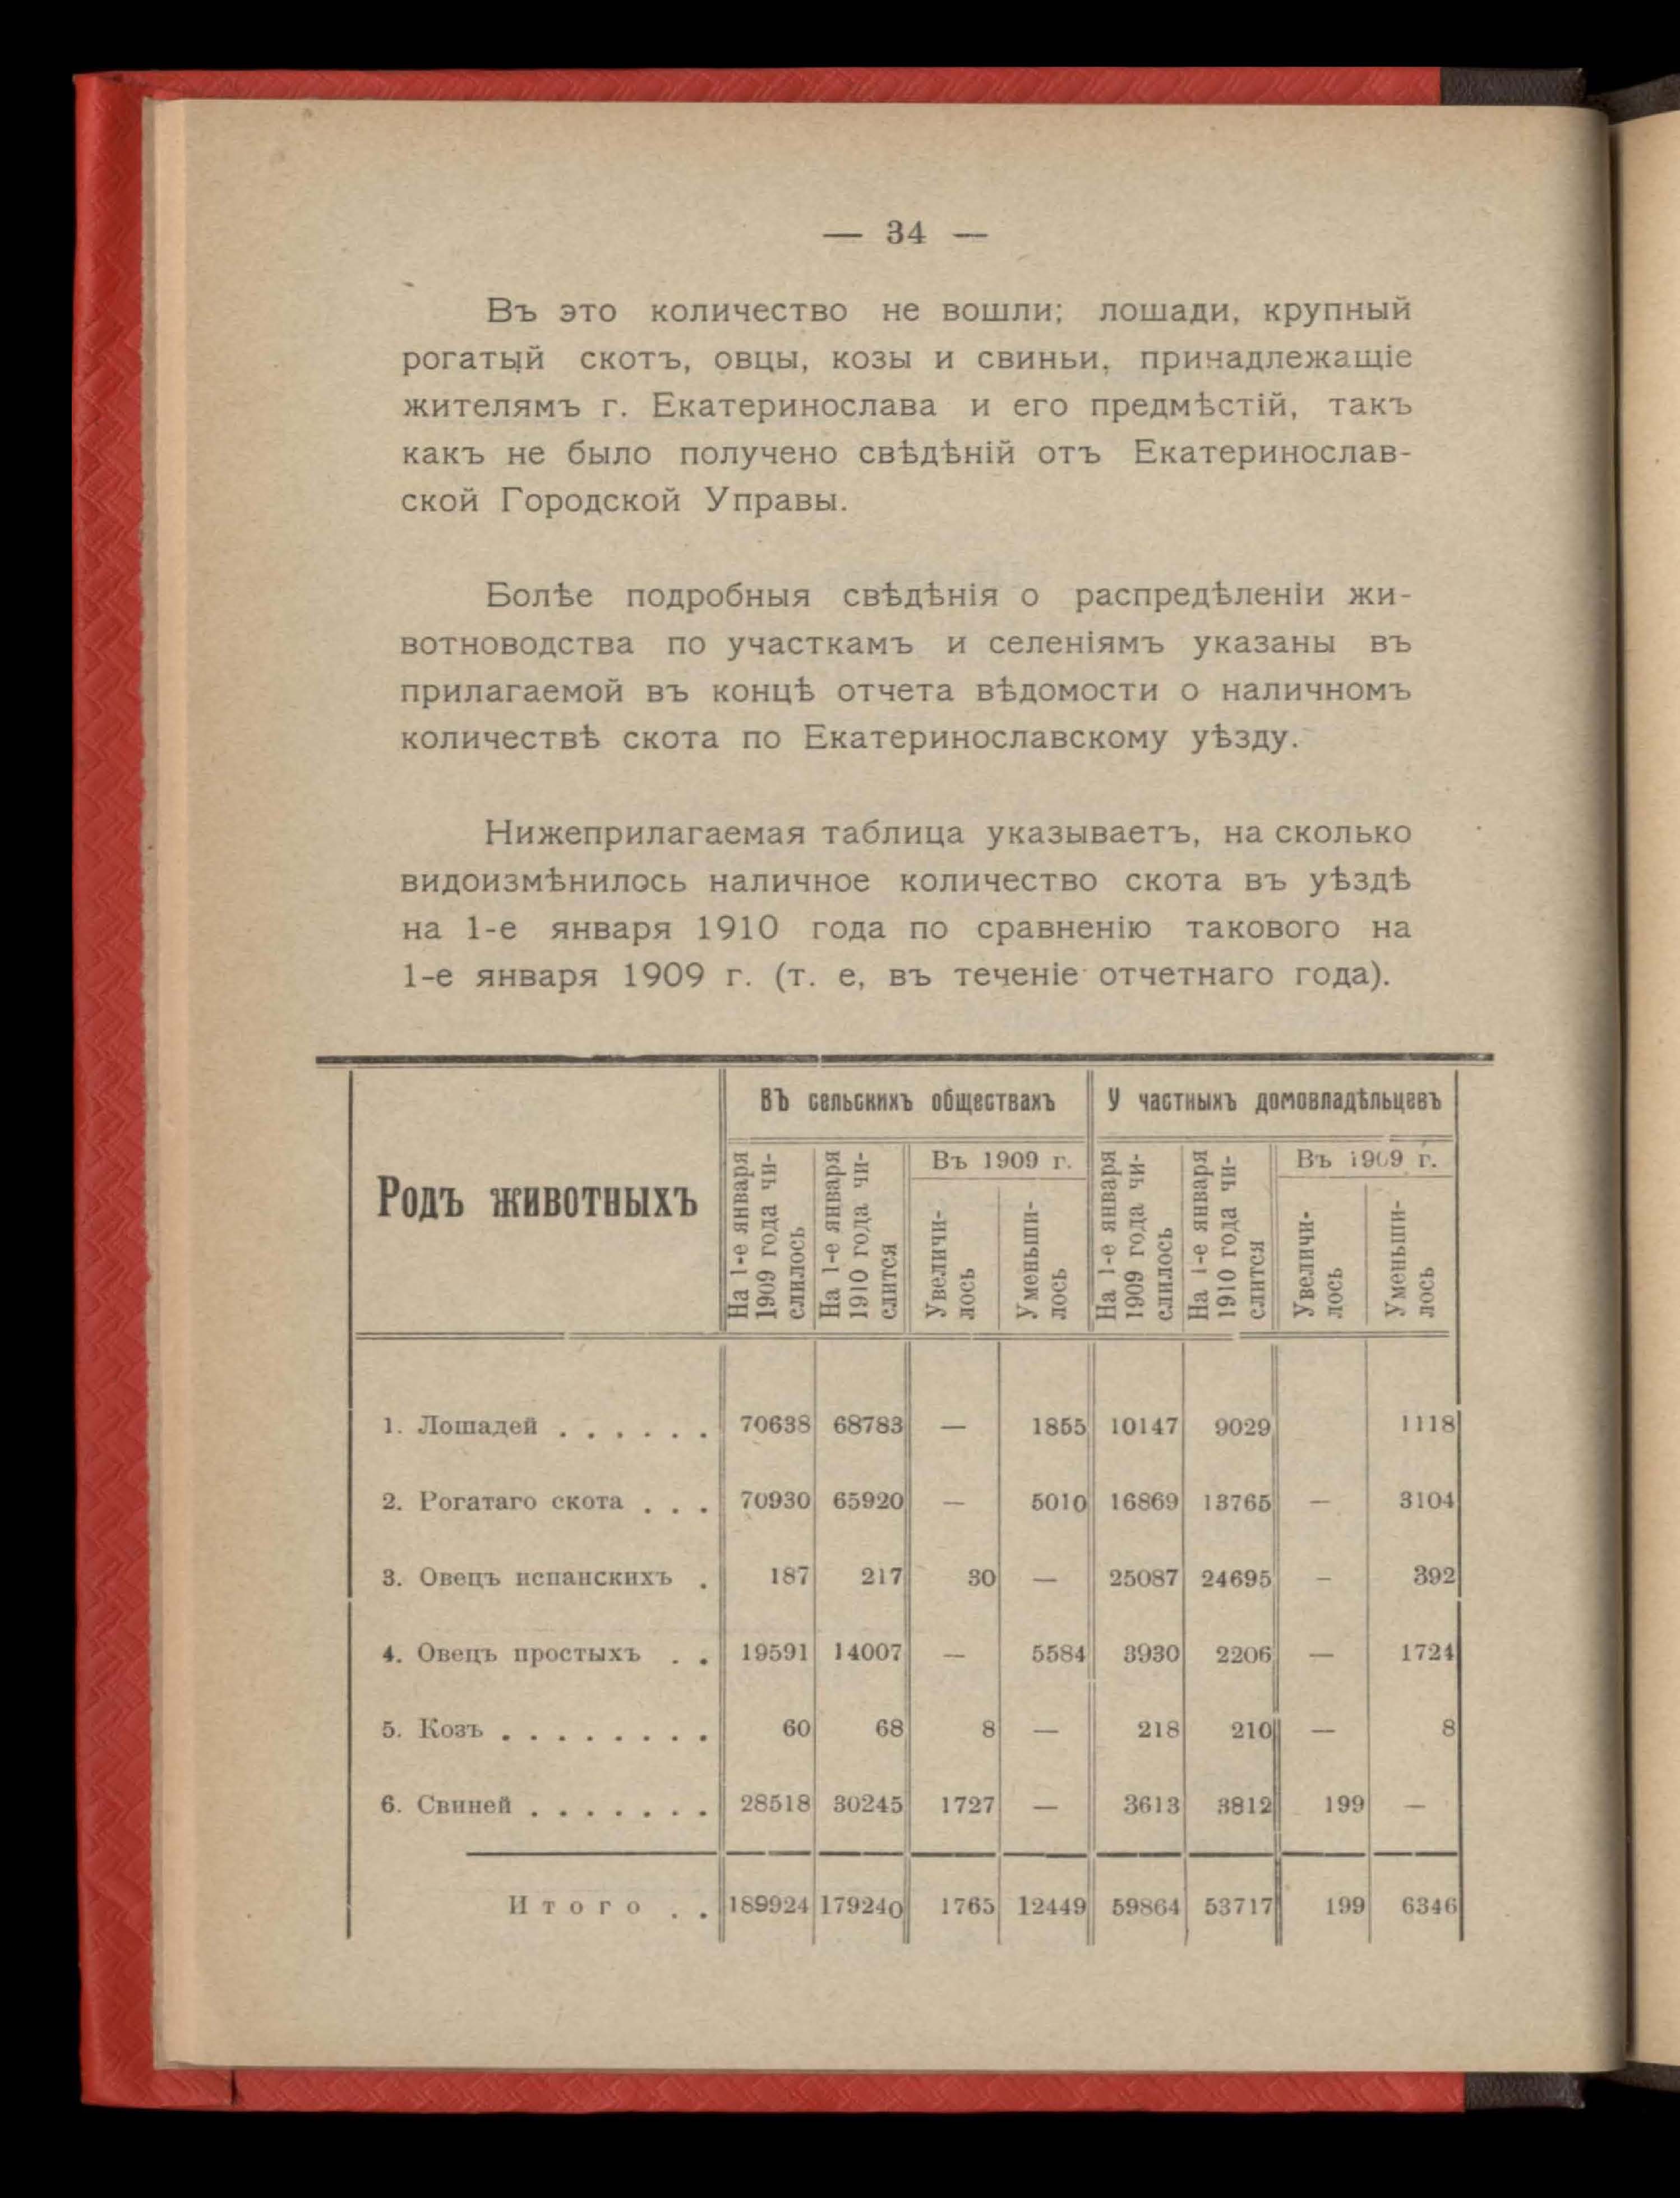 — 34 —
Въ это количество не вошли; лошади, крупный
рогатый скотъ, овцы, козы и свиньи, принадлежащіе
жителямъ г. Екатеринослава и его предмѣстій, такъ
какъ не было получено свѣдѣній отъ Екатеринослав-
ской Городской Управы.
Болѣе подробныя свѣдѣнія о распредѣленіи жи-
вотноводства по участкамъ и селеніямъ указаны въ
прилагаемой въ концѣ отчета вѣдомости о наличномъ
количествѣ скота по Екатеринославскому уѣзду.
Нижеприлагаемая таблица указываетъ, на сколько
видоизмѣнилось наличное количество скота въ уѣздѣ
на 1-е января 1910 года по сравненію такового на
1-е января 1909 г. (т. е, въ теченіе отчетнаго года).
Родъ животныхъ
Въ сельскихъ обществахъ
У частныхъ домовладѣльцевъ
На 1-е января
1909 года чи-
слилось
На 1-е января
1910 года чи-
слится
Въ 1909 г.
Увеличи-
лось
Уменьши-
лось
На 1-е января
1909 года чи-
слилось
На 1-е января
1910 года чи-
слится
Въ 1909 г.
Увеличи-
лось
Уменьши-
лось
1. Лошадей . . . . . . 70638 68783 — 1855 10147 9029 1118
2. Рогатаго скота . . . 70930 65920 — 5010 16869 13765 — 3104
3. Овецъ испанскихъ . 187 217 30 — 25087 24695 — 392
4. Овецъ простыхъ . . 19591 14007 — 5584 3930 2206 — 1724
5. Козъ . . . . . . . . 60 68 8 — 218 210 — 8
6. Свиней . . . . . . . 28518 30245 1727 — 3613 3812 199 —
Итого . . 189924 179240 1765 12449 59864 53717 199 6346